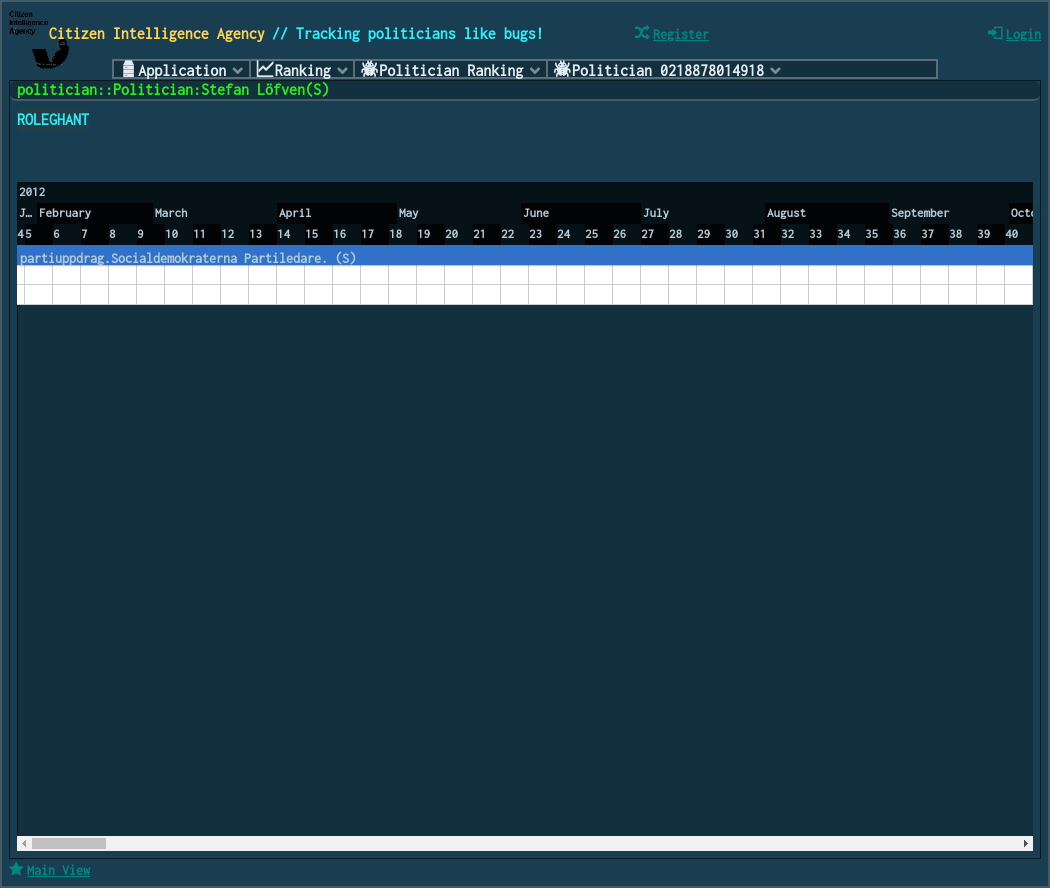 Citizen
Intelligence
Agency
Citizen Intelligence Agency // Tracking politicians like bugs!
Register
Login
Application
Ranking
Politician Ranking
Politician 0218878014918
politician::Politician:Stefan Löfven(S)
ROLEGHANT
2012
J… February March April May June July August September Octo
45 6 7 8 9 10 11 12 13 14 15 16 17 18 19 20 21 22 23 24 25 26 27 28 29 30 31 32 33 34 35 36 37 38 39 40
partiuppdrag.Socialdemokraterna Partiledare. (S)
Main View